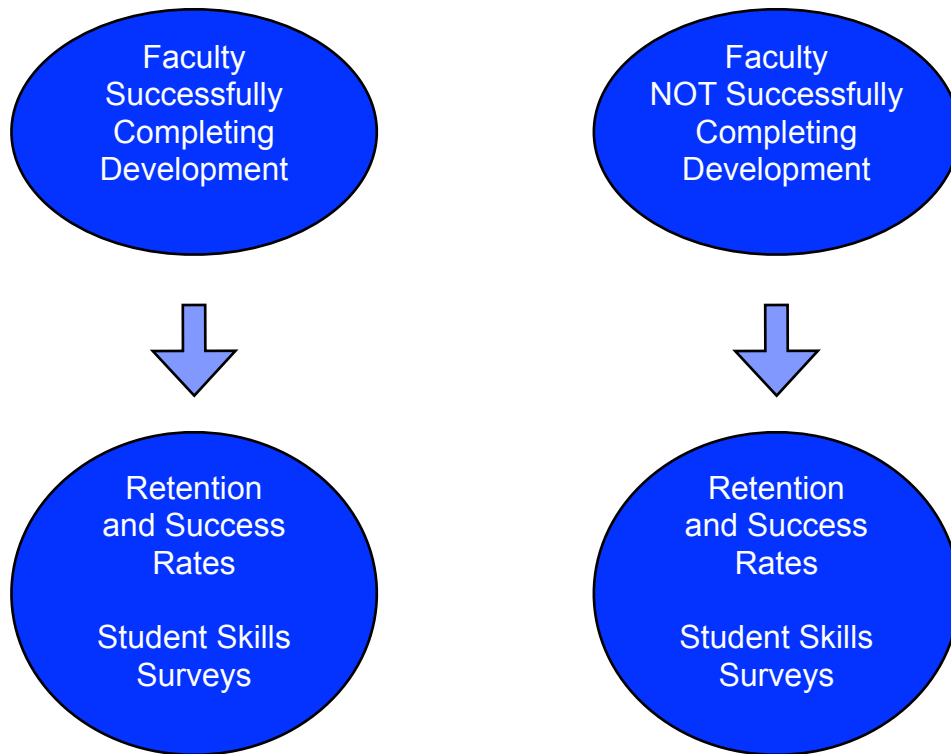 Faculty
Successfully
Completing
Development
Faculty
NOT Successfully
Completing
Development
Retention
and Success
Rates
Student Skills
Surveys
Retention
and Success
Rates
Student Skills
Surveys